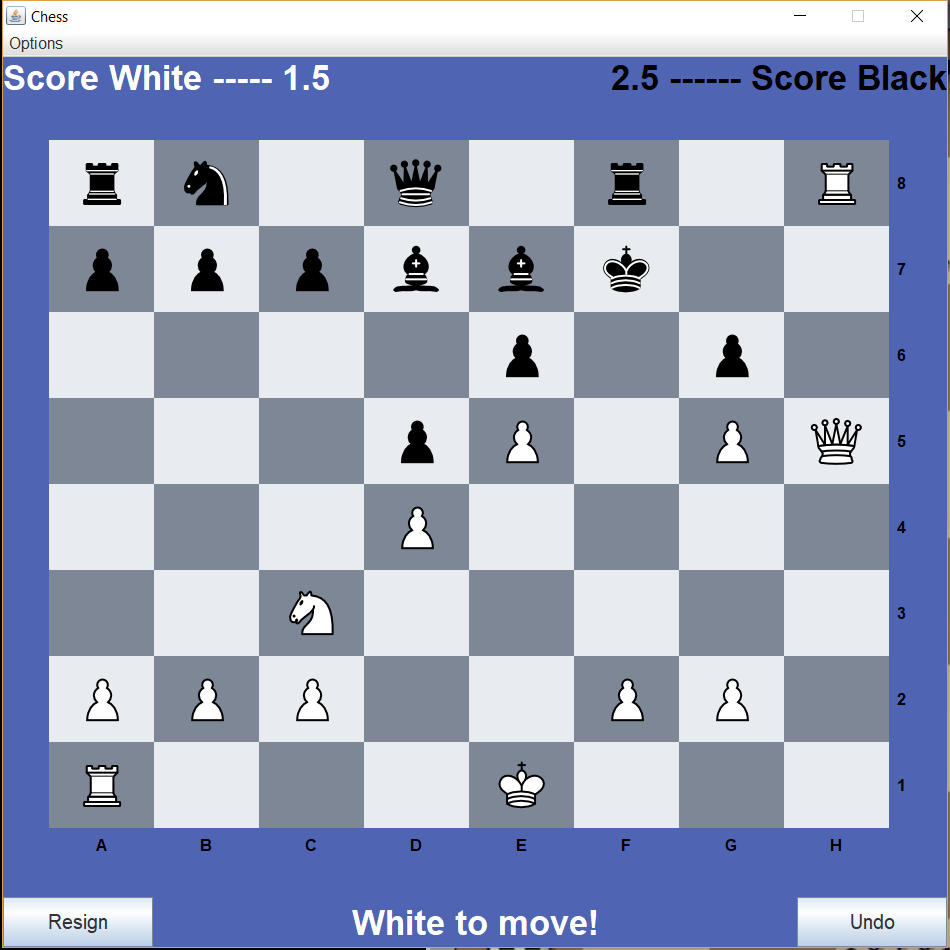 Chess
Options
Score White ----- 1.5
2.5 ------ Score Black
8
7
6
5
4
3
2
1
A B C D E F G H
Resign
White to move!
Undo